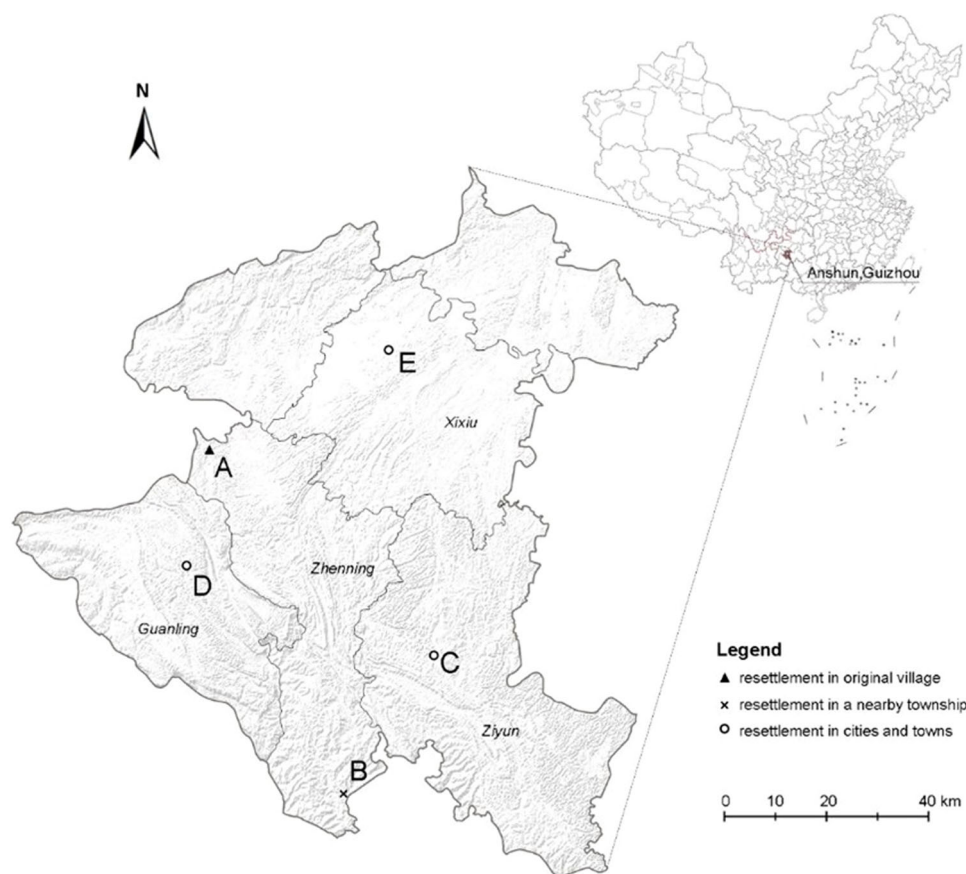 N
Anshun,Guizhou
E
Xixiu
A
Zhenning
D
Guanling
C
Ziyun
B
Legend
resettlement in original village
resettlement in a nearby township
resettlement in cities and towns
0 10 20 40 km